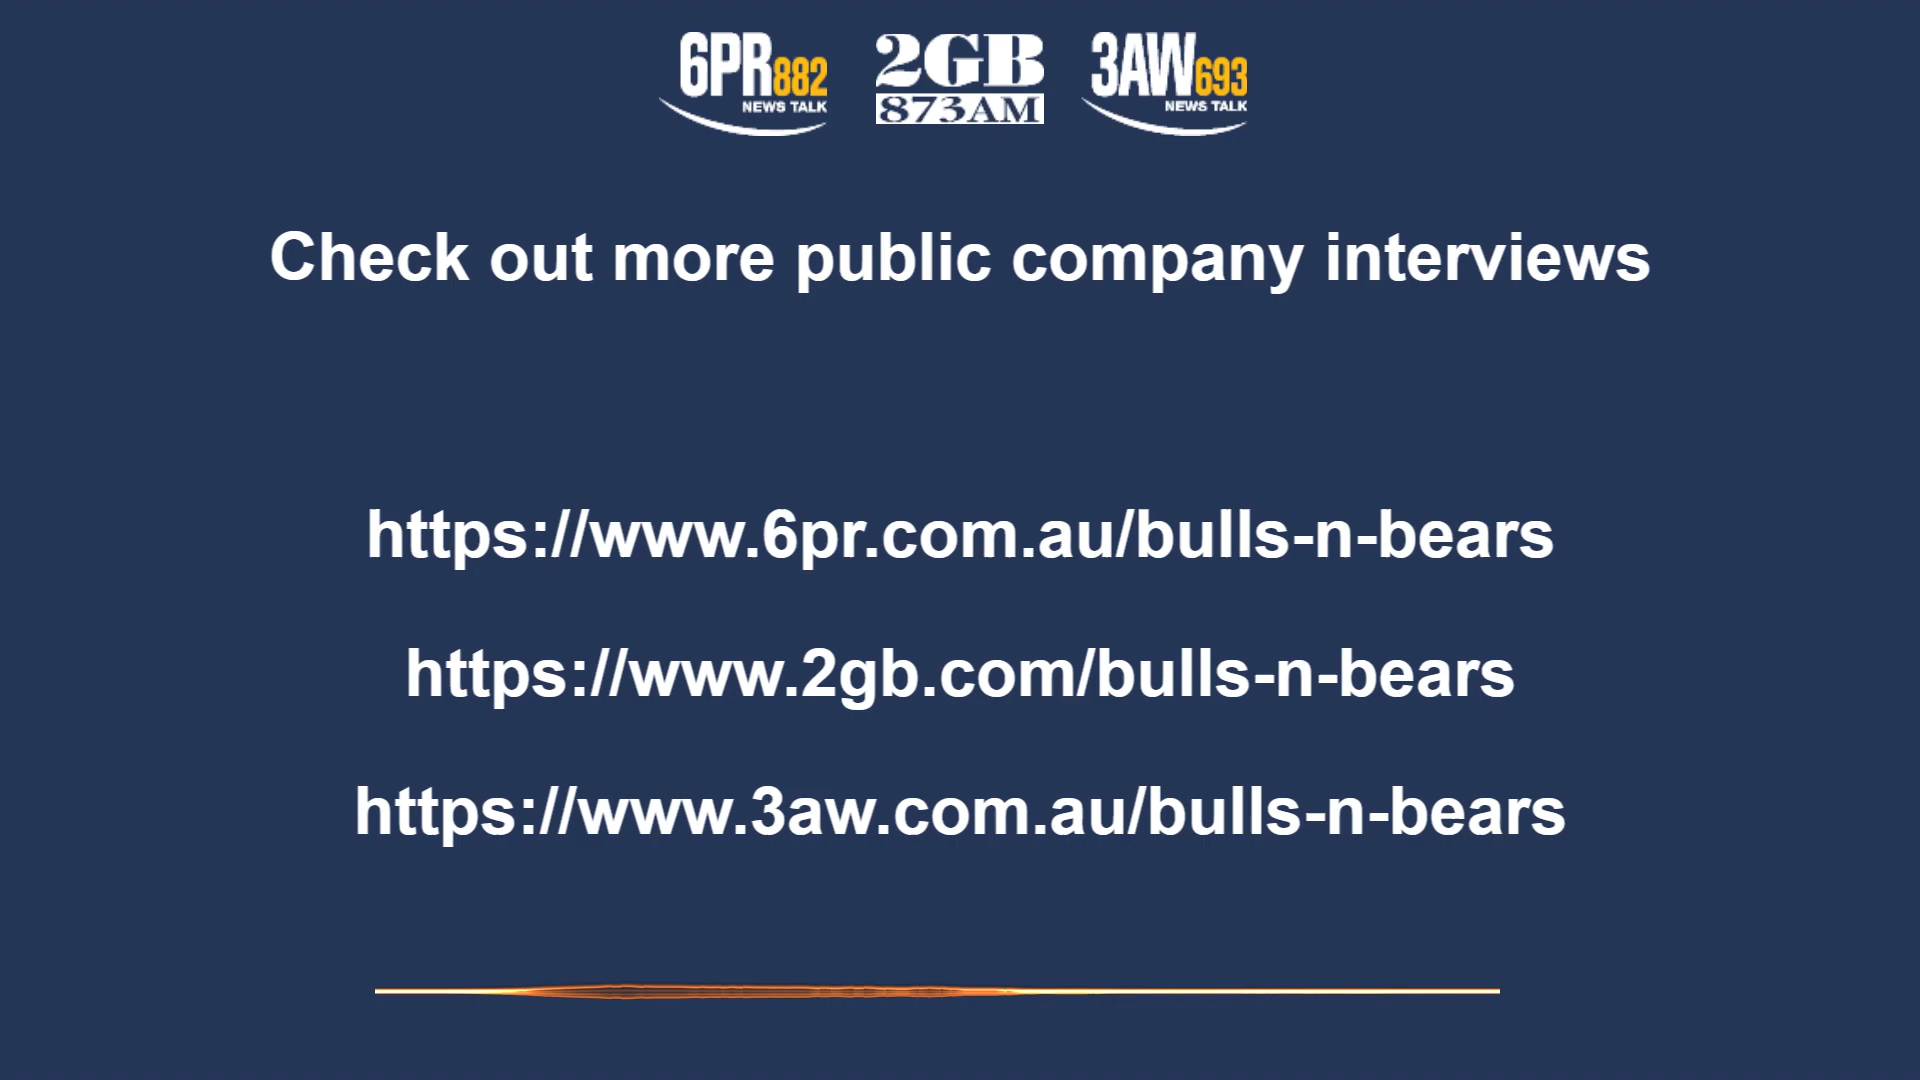 6PR882 2GB 3AW693
NEWS TALK 873AM NEWS TALK
Check out more public company interviews
https://www.6pr.com.au/bulls-n-bears
https://www.2gb.com/bulls-n-bears
https://www.3aw.com.au/bulls-n-bears